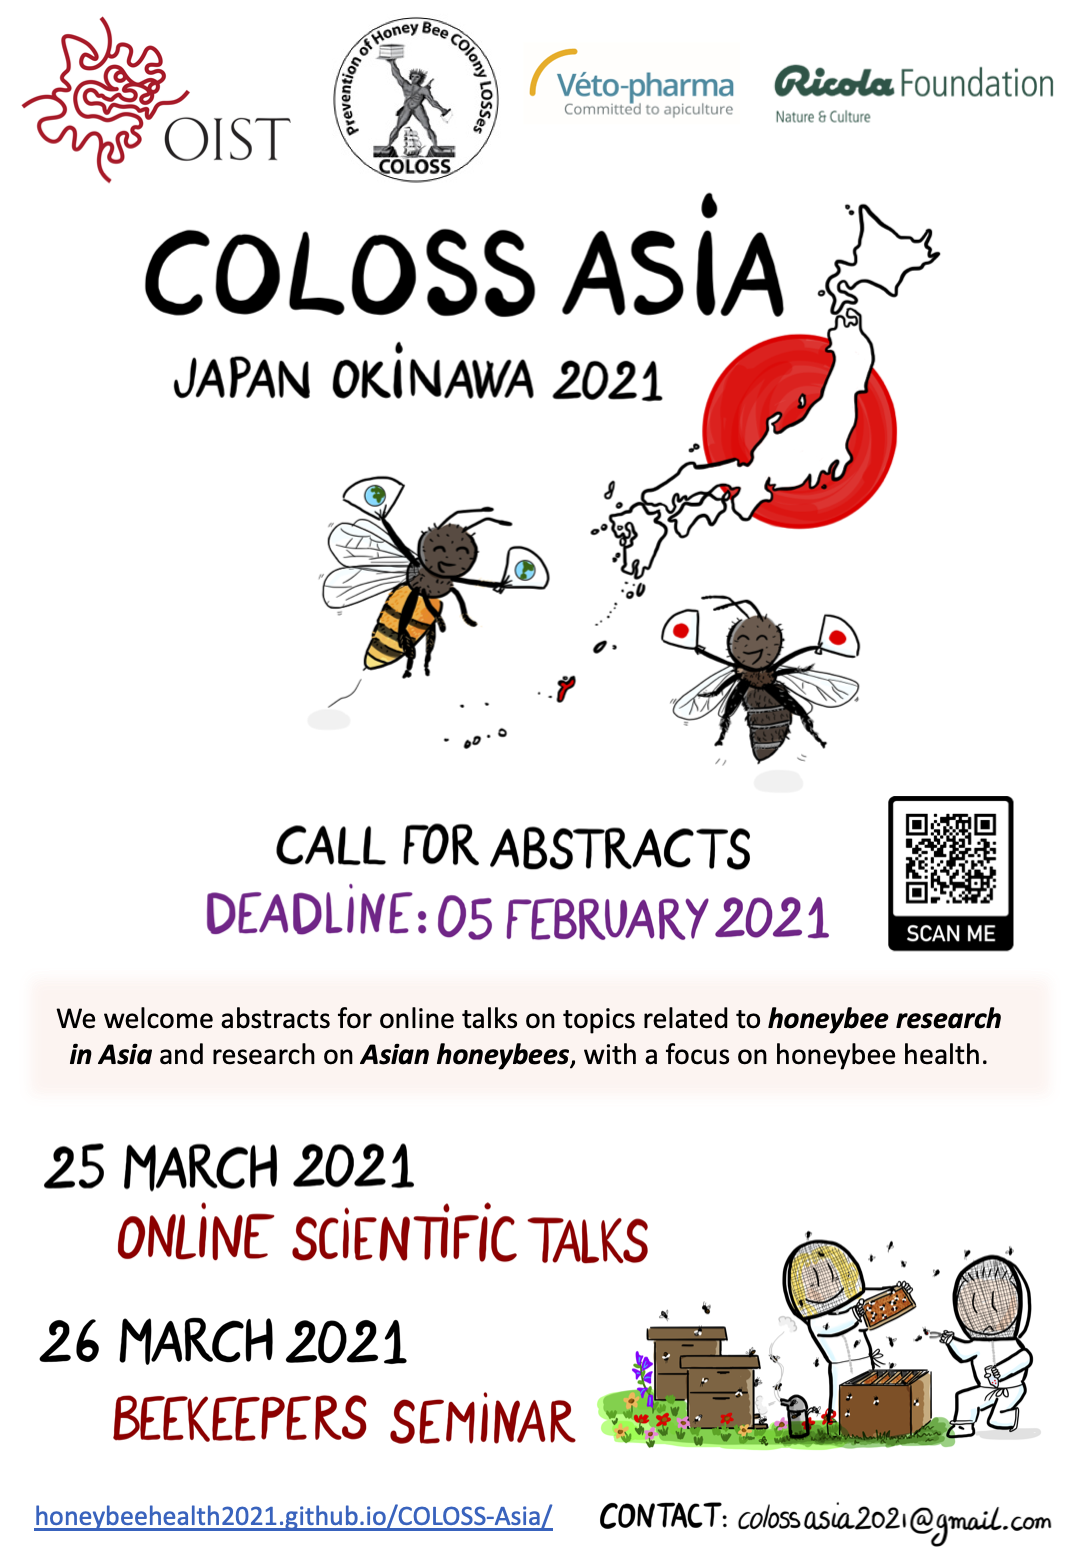 OIST
Prevention of Honey Bee COlony LOSSes
COLOSS
Véto-pharma
Committed to apiculture
Ricola Foundation
Nature & Culture
COLOSS ASiA
JAPAN OKiNAWA 2021
CALL FOR ABSTRACTS
DEADLiNE: 05 FEBRUARY 2021
SCAN ME
We welcome abstracts for online talks on topics related to honeybee research
in Asia and research on Asian honeybees, with a focus on honeybee health.
25 MARCH 2021
ONLiNE SCiENTiFiC TALKS
26 MARCH 2021
BEEKEEPERS SEMiNAR
honeybeehealth2021.github.io/COLOSS-Asia/
CONTACT: colossasia2021@gmail.com